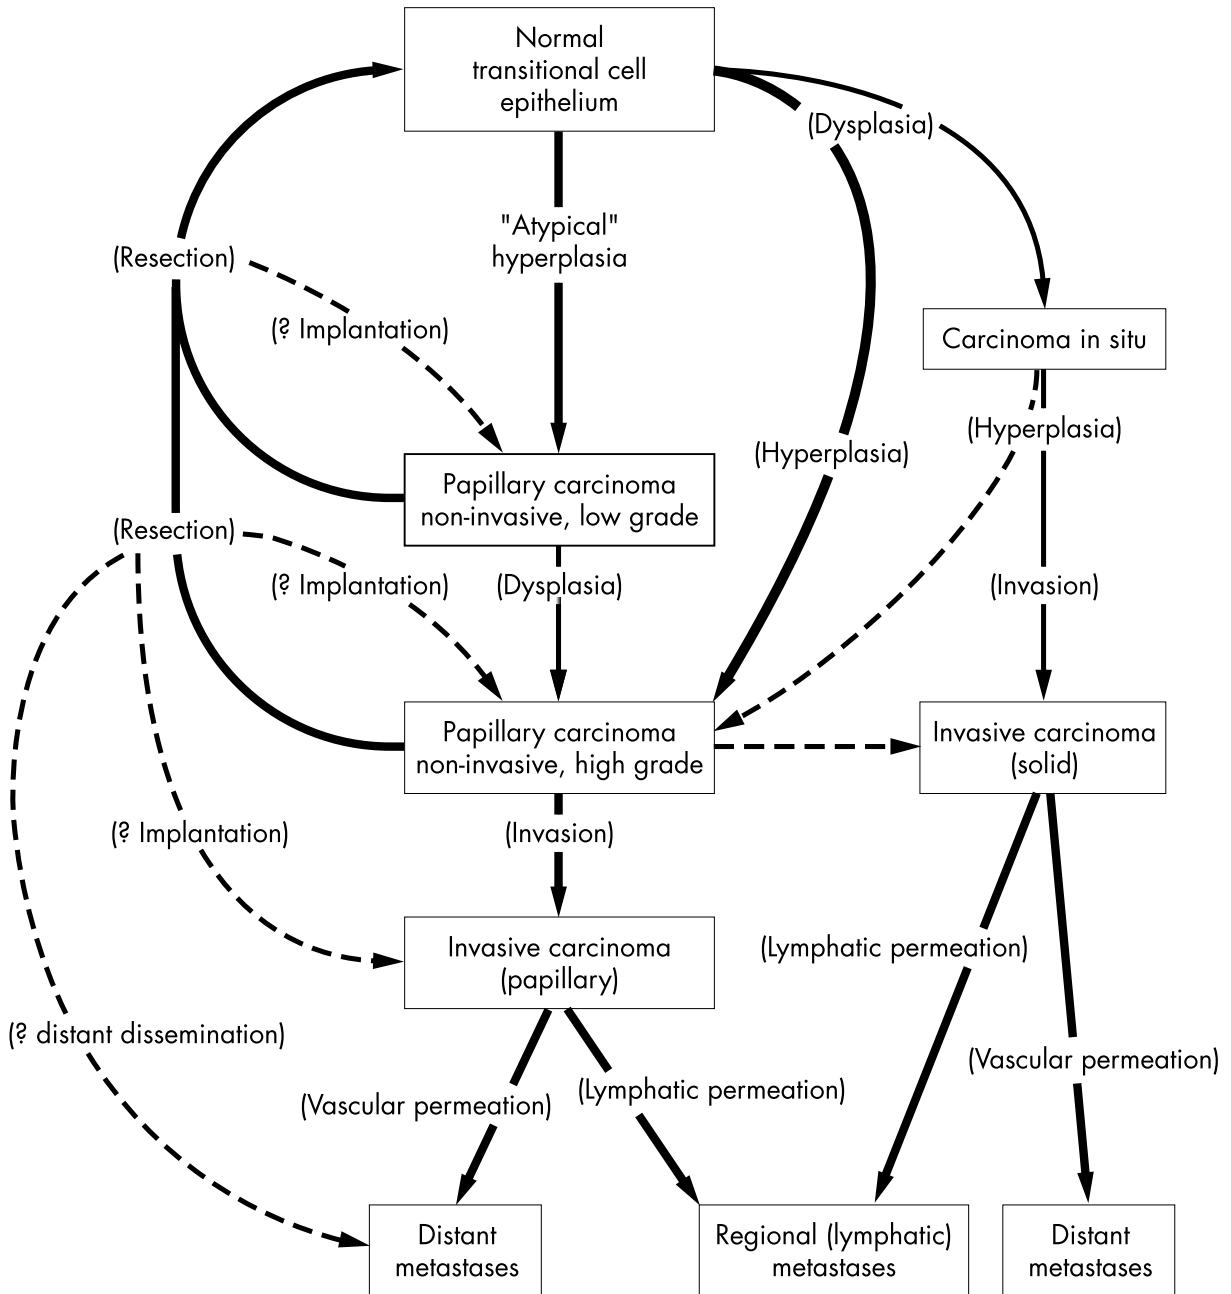 Normal
transitional cell
epithelium
(Dysplasia)
"Atypical"
hyperplasia
(Resection)
(? Implantation)
Carcinoma in situ
(Hyperplasia)
(Hyperplasia)
Papillary carcinoma
non-invasive, low grade
(Resection)
(? Implantation)
(Dysplasia)
(Invasion)
Papillary carcinoma
non-invasive, high grade
Invasive carcinoma
(solid)
(? Implantation)
(Invasion)
Invasive carcinoma
(papillary)
(Lymphatic permeation)
(? distant dissemination)
(Vascular permeation)
(Lymphatic permeation)
(Vascular permeation)
Distant
metastases
Regional (lymphatic)
metastases
Distant
metastases